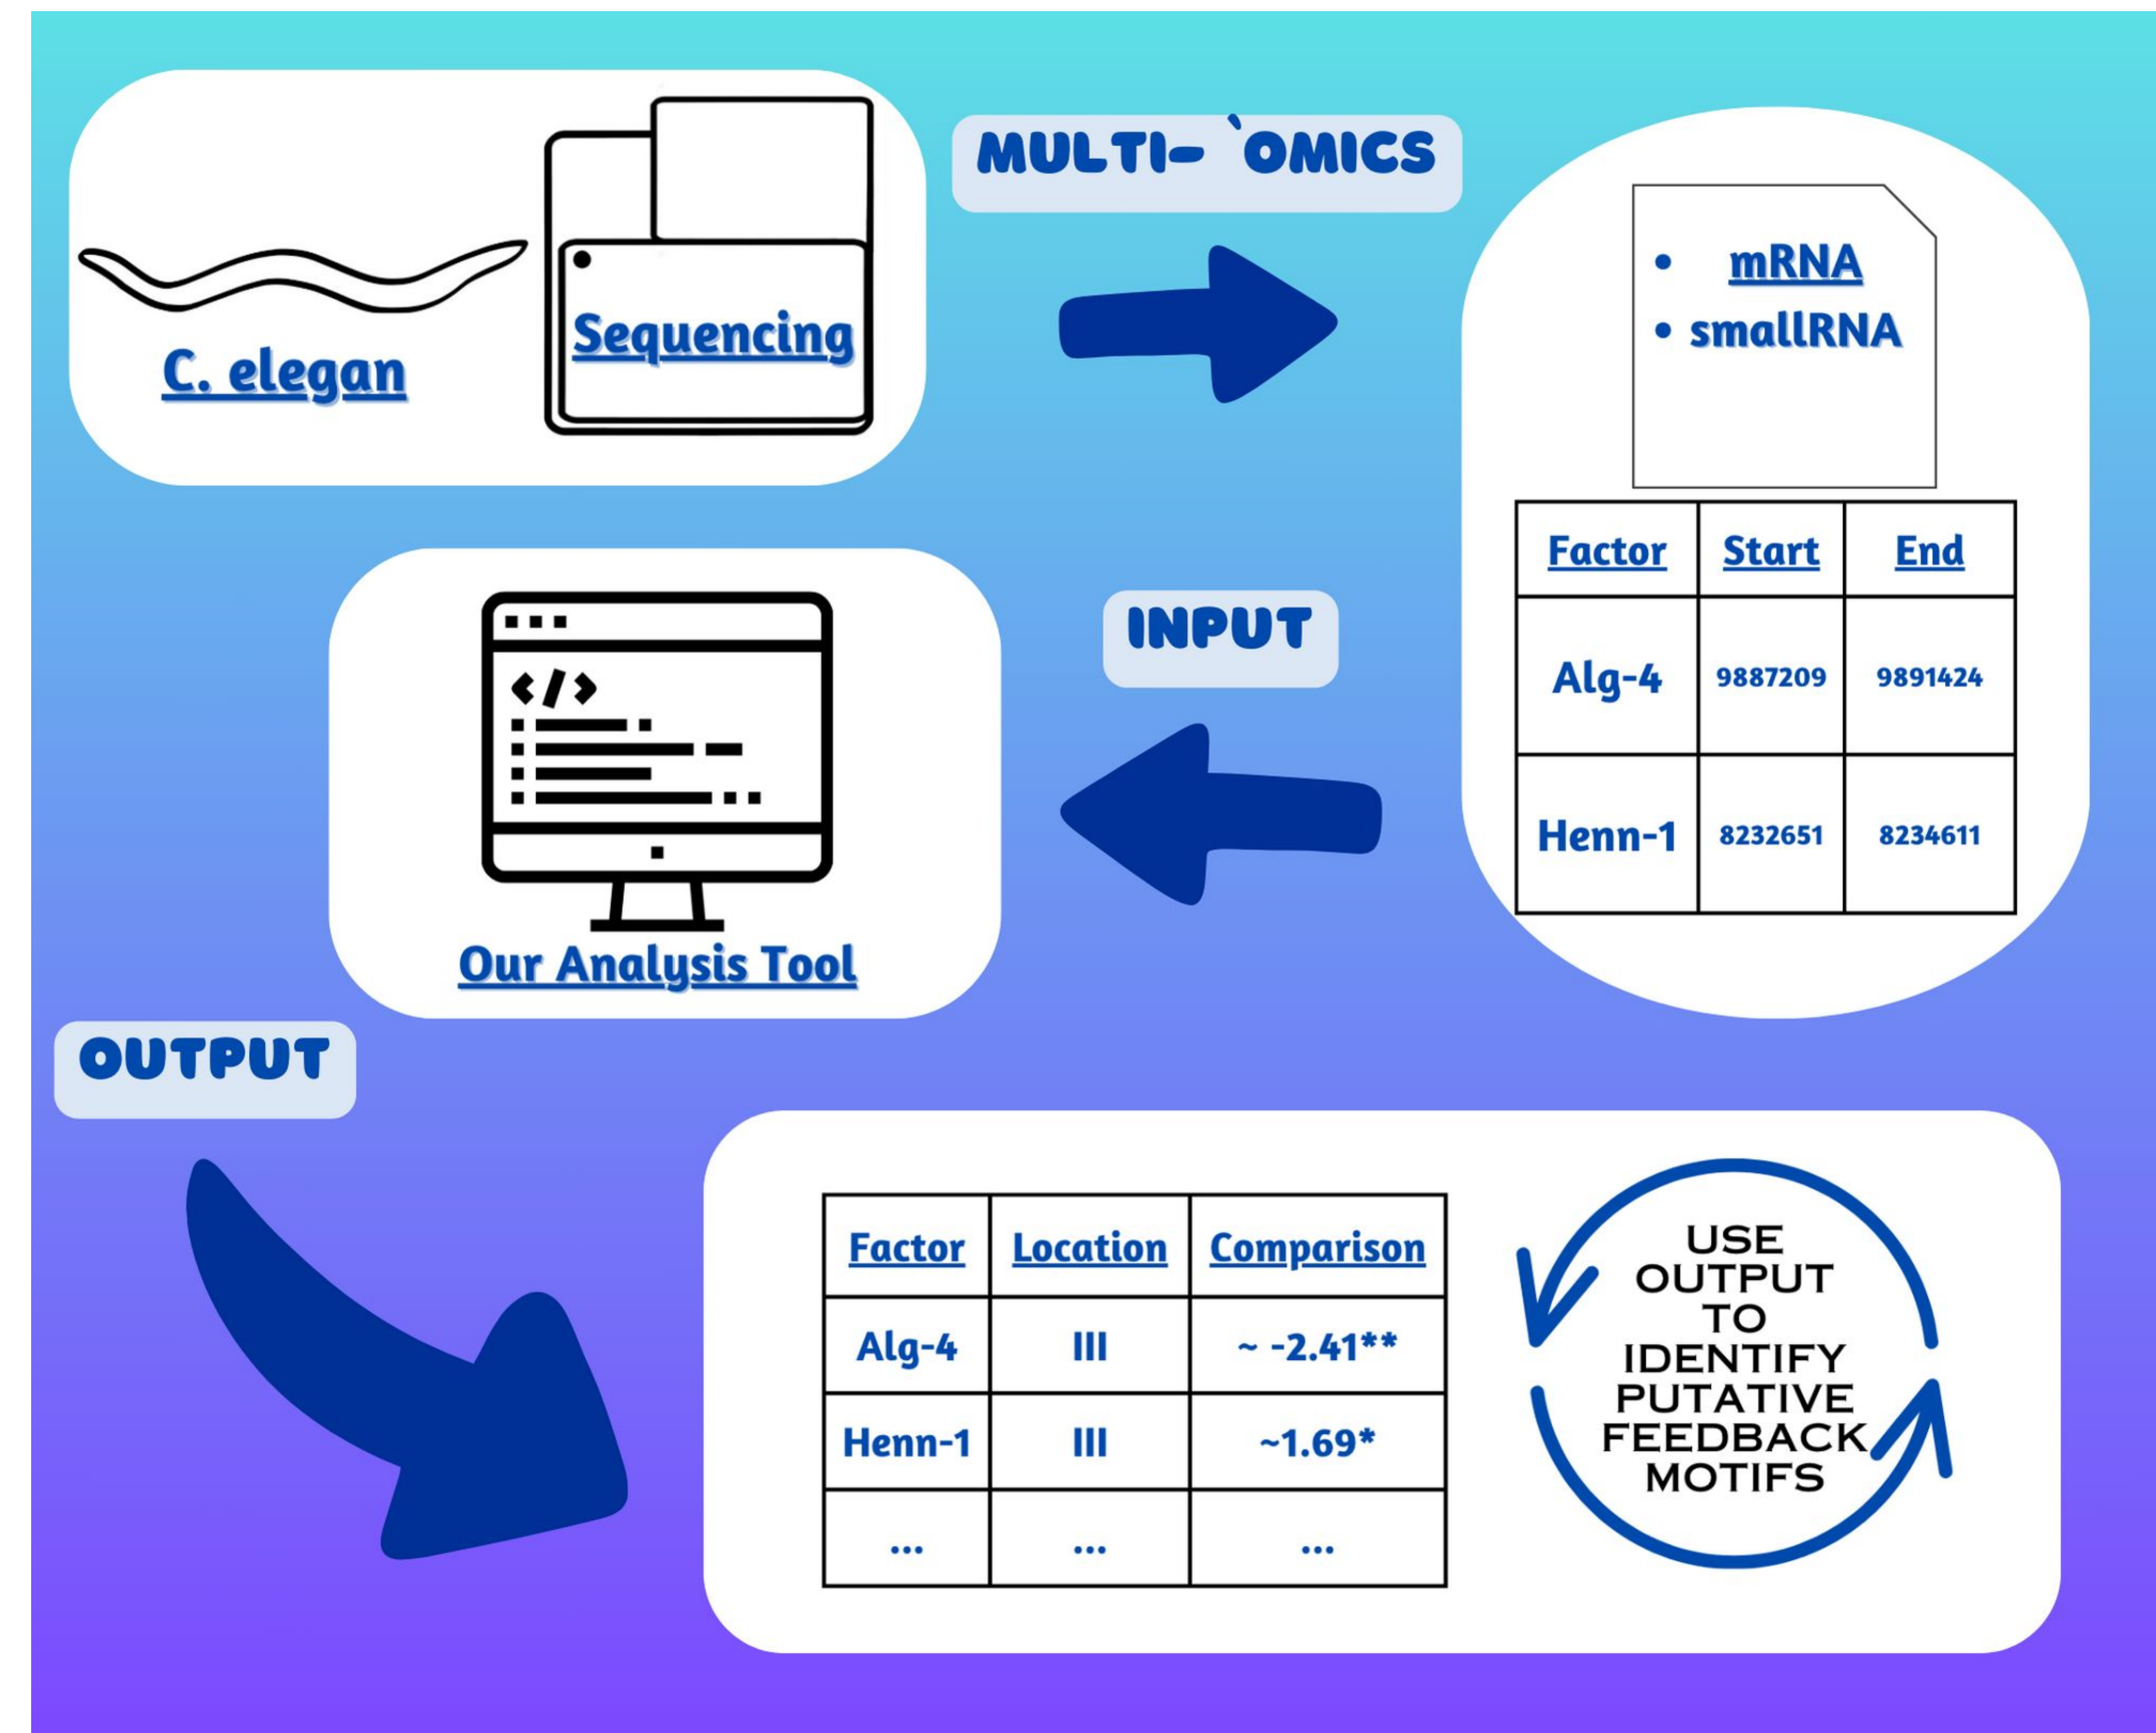 C. elegan
Sequencing
MULTI- `OMICS
• mRNA
• smallRNA
Factor Start End
Alg-4 9887209 9891424
Henn-1 8232651 8234611
INPUT
</>
Our Analysis Tool
OUTPUT
Factor Location Comparison
Alg-4 III ~ -2.41**
Henn-1 III ~1.69*
... ... ...
USE
OUTPUT
TO
IDENTIFY
PUTATIVE
FEEDBACK
MOTIFS